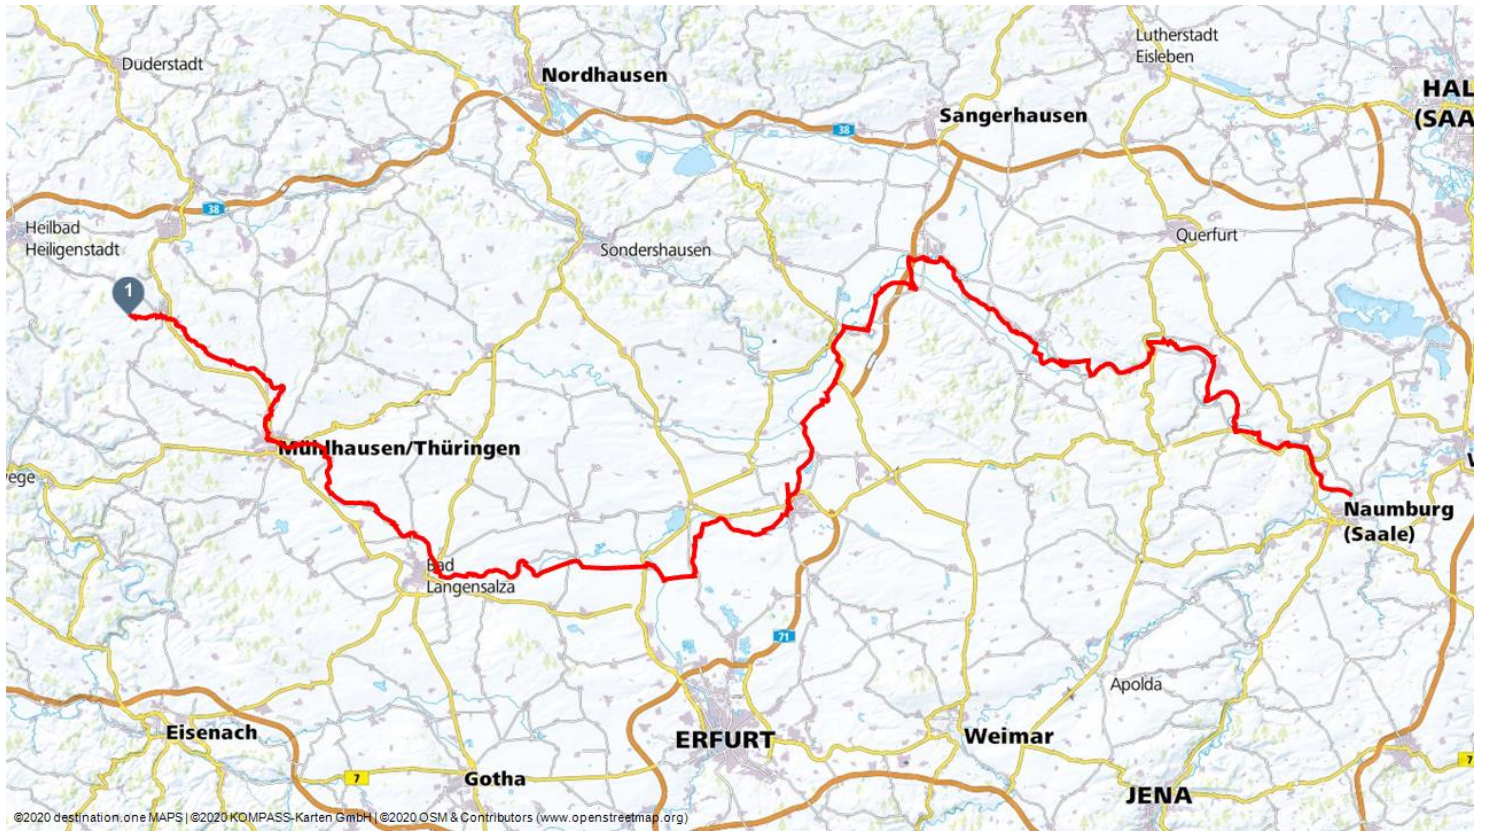 Lutherstadt
Eisleben
Duderstadt
Nordhausen
HAL
(SAA
Sangerhausen
38
38
Heilbad
Heiligenstadt
Querfurt
Sondershausen
1
Mühlhausen/Thüringen
ege
Naumburg
(Saale)
Bad
Langensalza
71
Apolda
Eisenach
ERFURT
Weimar
7
7
Gotha
JENA
©2020 destination.one MAPS | ©2020 KOMPASS-Karten GmbH | ©2020 OSM & Contributors (www.openstreetmap.org)